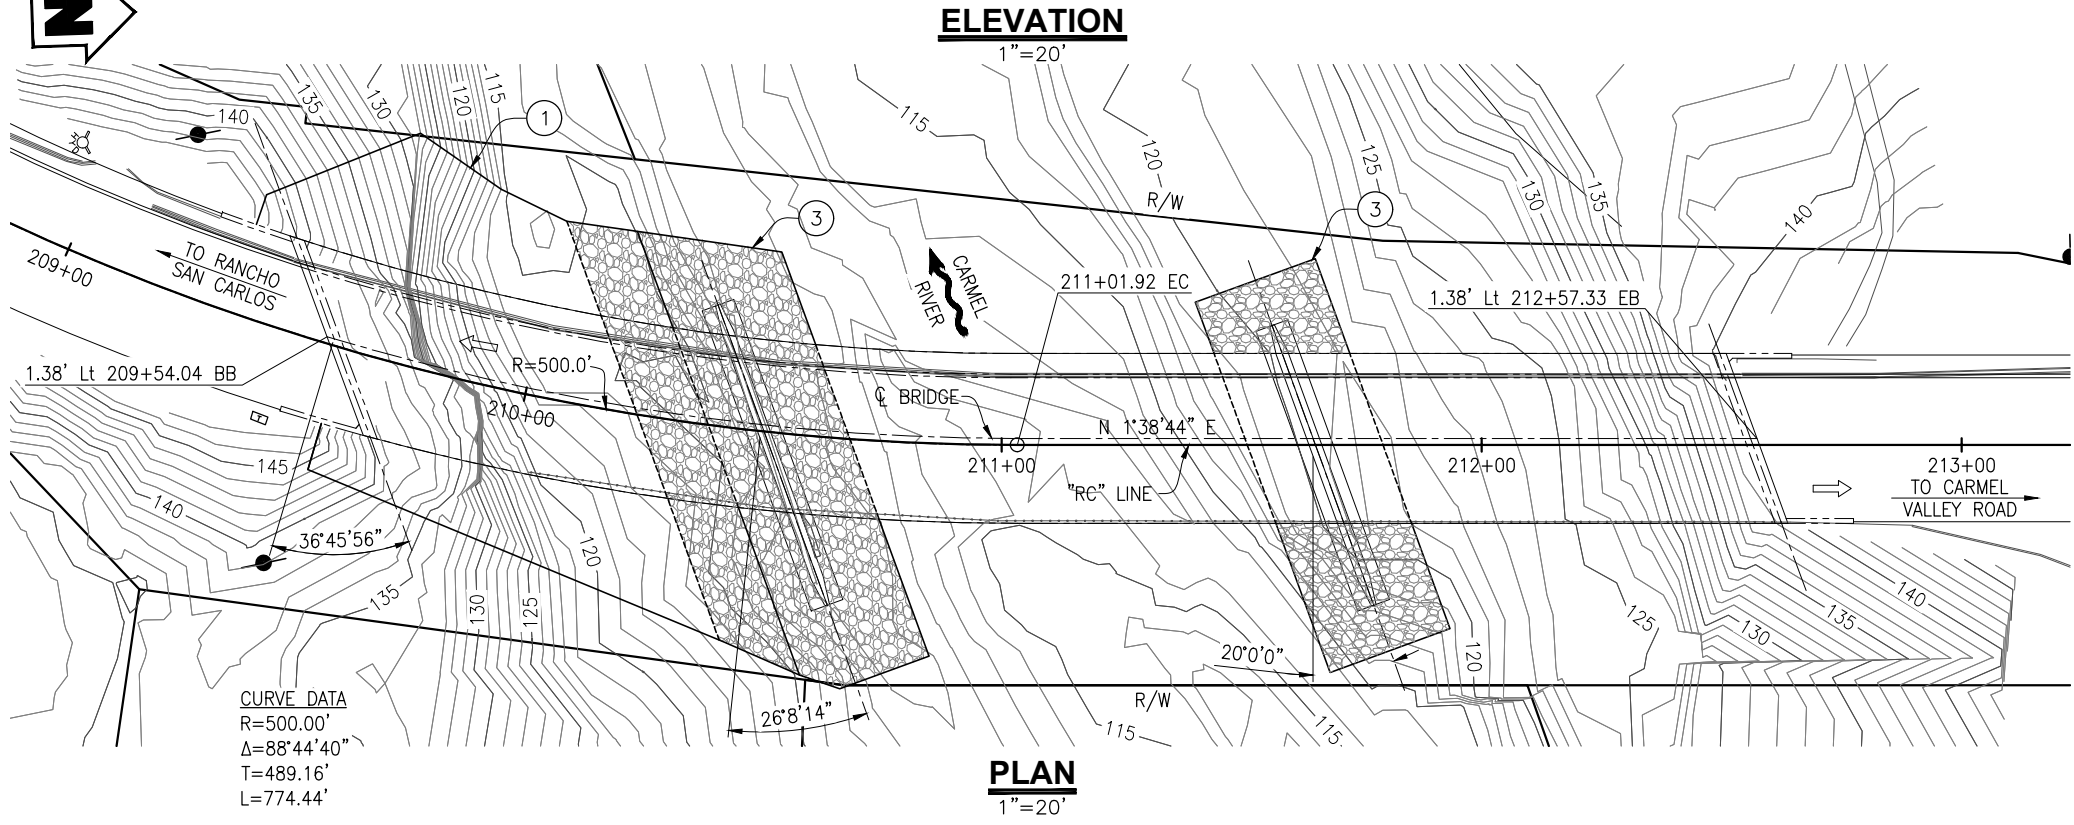 N
ELEVATION
1"=20'
135
130
120
115
140
1
115
120
125
130
135
140
R/W
3
3
209+00
TO RANCHO
SAN CARLOS
CARMEL
RIVER
211+01.92 EC
1.38' Lt 212+57.33 EB
1.38' Lt 209+54.04 BB
R=500.0'
210+00
℄ BRIDGE
N 1°38'44" E
211+00
"RC" LINE
212+00
213+00
TO CARMEL
VALLEY ROAD
145
140
36°45'56"
135
130
125
120
26°8'14"
20°0'0"
R/W
115
115
120
125
130
135
140
CURVE DATA
R=500.00'
Δ=88°44'40"
T=489.16'
L=774.44'
PLAN
1"=20'